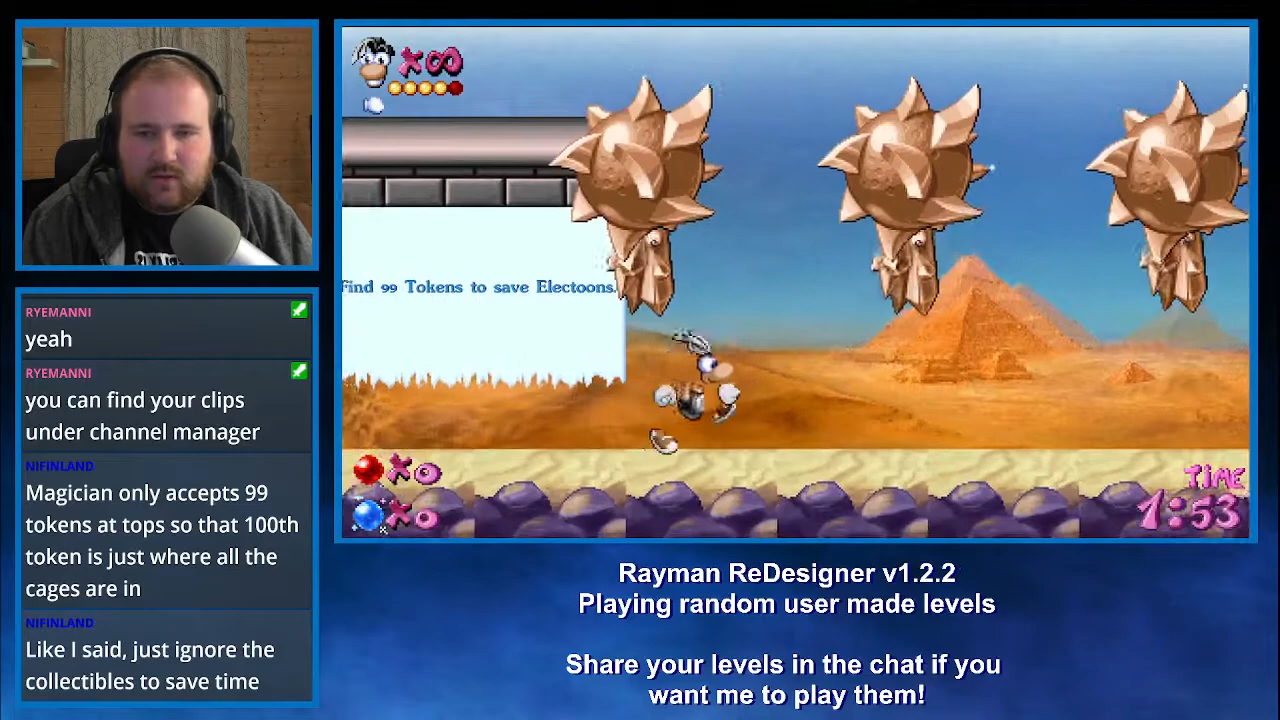 RYEMANNI
yeah
RYEMANNI
you can find your clips
under channel manager
NIFINLAND
Magician only accepts 99
tokens at tops so that 100th
token is just where all the
cages are in
NIFINLAND
Like I said, just ignore the
collectibles to save time
×∞
Find 99 Tokens to save Electoons.
×0
×0
TIME
1:53
Rayman ReDesigner v1.2.2
Playing random user made levels
Share your levels in the chat if you
want me to play them!